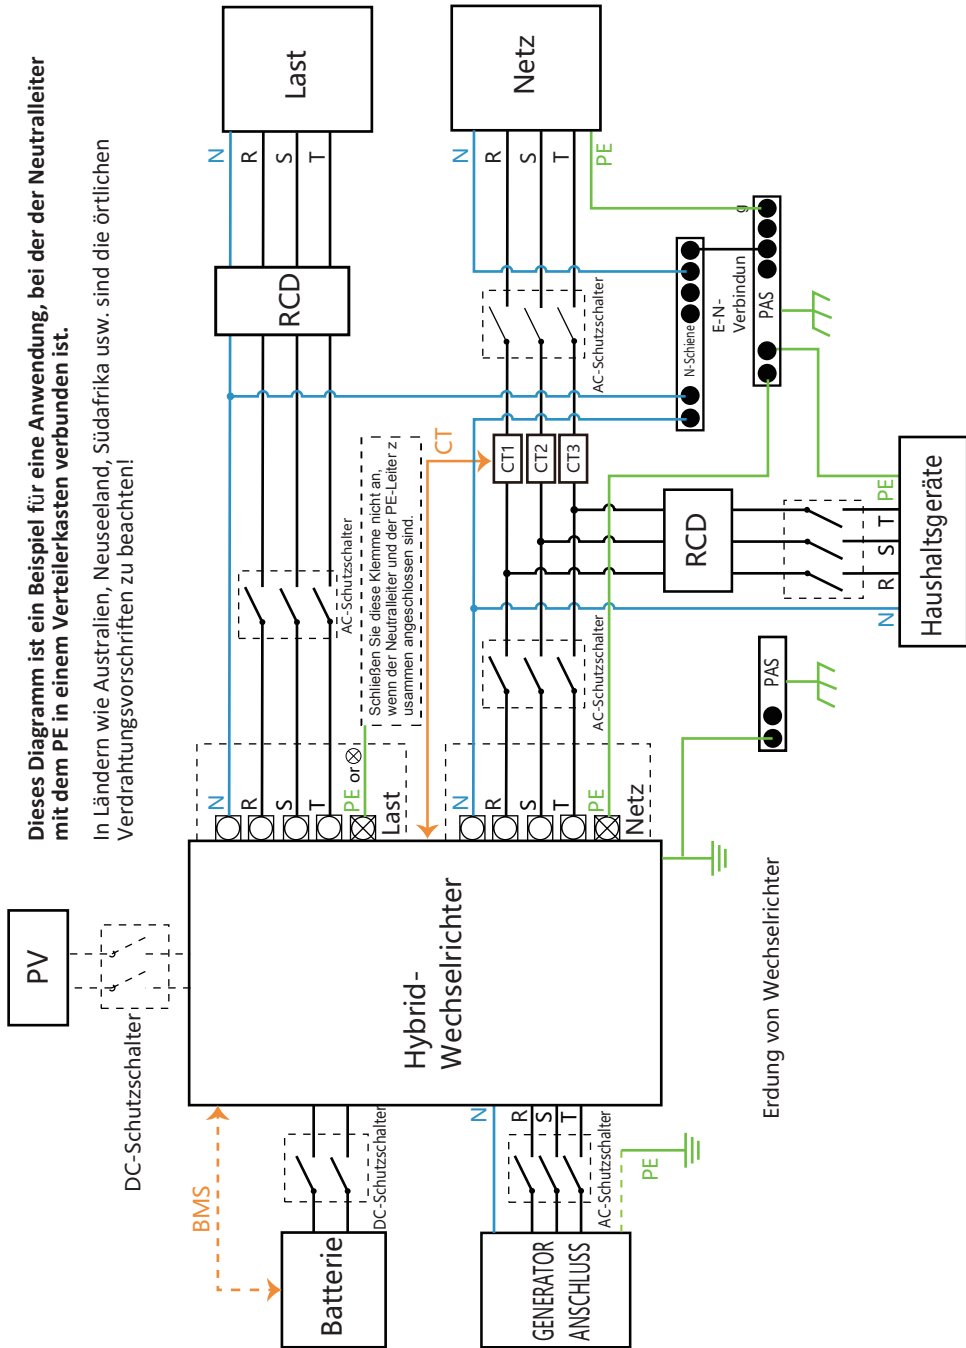 Dieses Diagramm ist ein Beispiel für eine Anwendung, bei der der Neutralleiter
mit dem PE in einem Verteilerkasten verbunden ist.
In Ländern wie Australien, Neuseeland, Südafrika usw. sind die örtlichen
Verdrahtungsvorschriften zu beachten!
PV
DC-Schutzschalter
BMS
Batterie
DC-Schutzschalter
GENERATOR
ANSCHLUSS
N
R
S
T
AC-Schutzschalter
PE
Hybrid-
Wechselrichter
N
R
S
T
PE or
Last
AC-Schutzschalter
RCD
N
R
S
T
Last
Schließen Sie diese Klemme nicht an,
wenn der Neutralleiter und der PE-Leiter z
usammen angeschlossen sind.
CT
N
R
S
T
PE
Netz
AC-Schutzschalter
CT1
CT2
CT3
AC-Schutzschalter
N
R
S
T
PE
Netz
N-Schiene
E-N-
Verbindun
g
PAS
RCD
N
R
S
T
PE
Haushaltsgeräte
PAS
Erdung von Wechselrichter